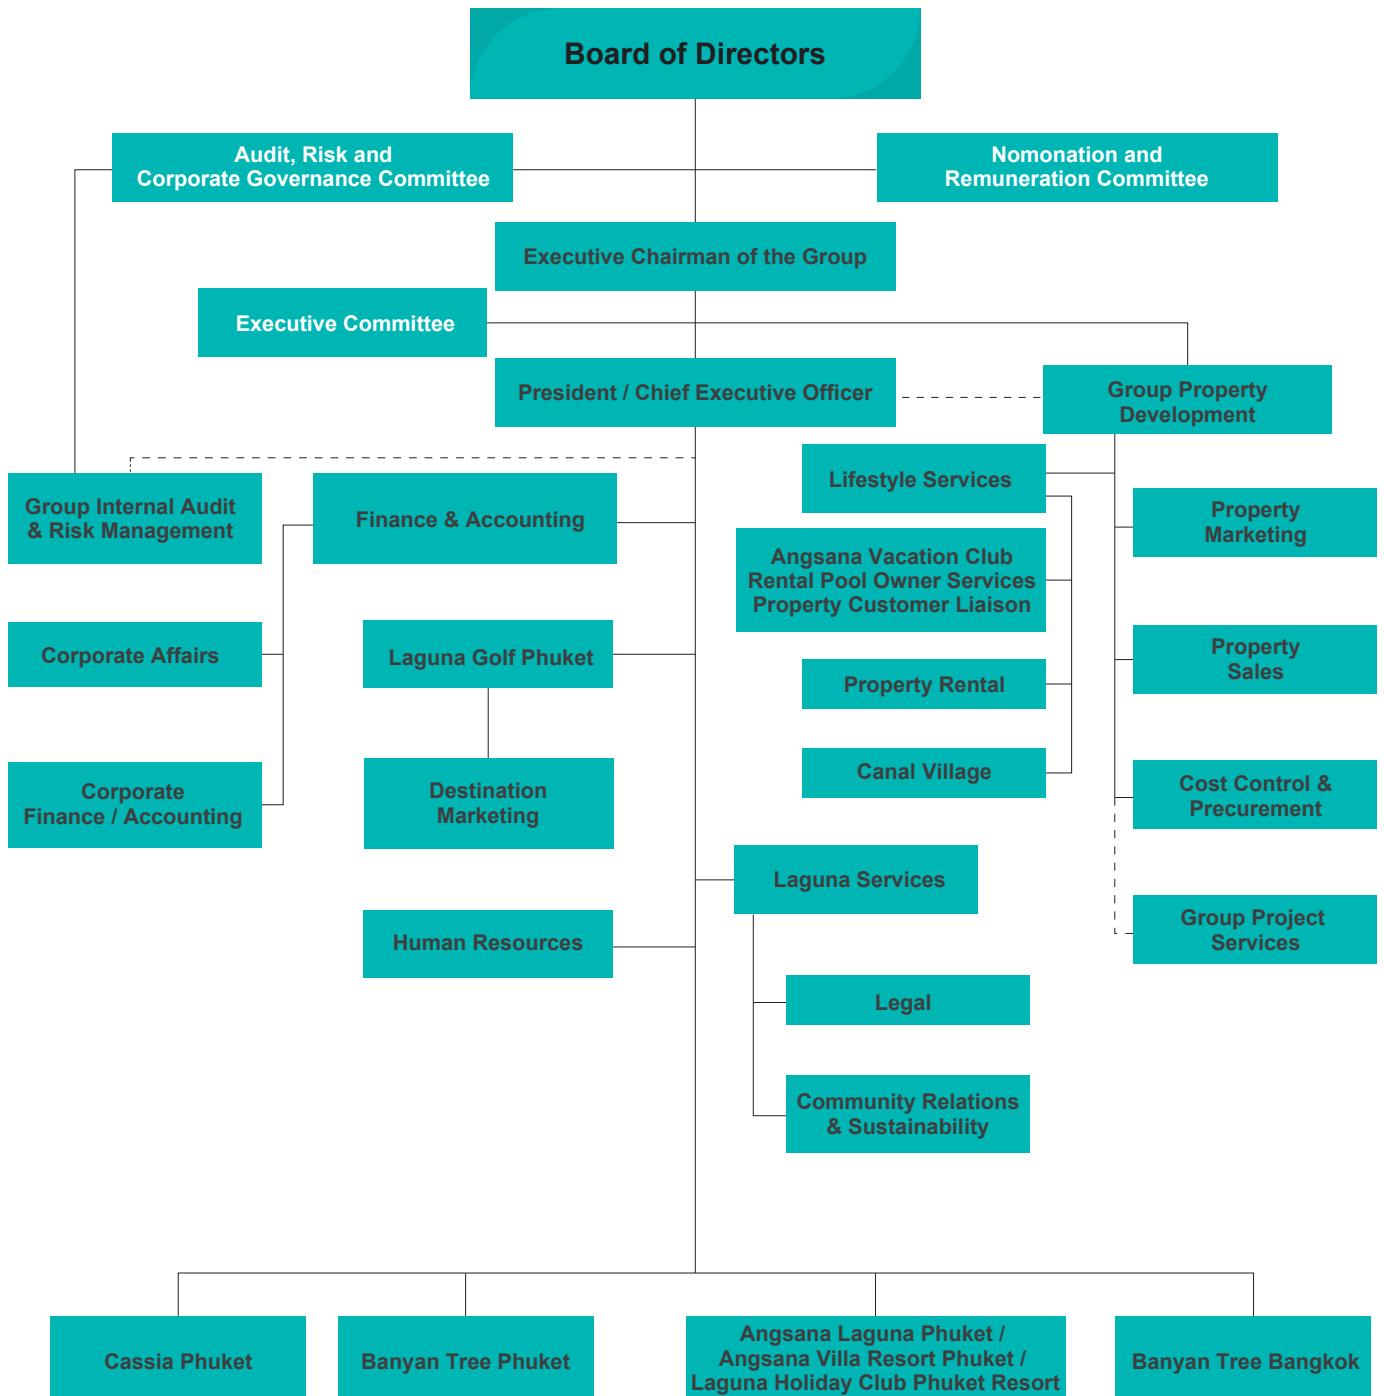 Board of Directors
Audit, Risk and
Corporate Governance Committee
Nomonation and
Remuneration Committee
Executive Chairman of the Group
Executive Committee
President / Chief Executive Officer
Group Property
Development
Group Internal Audit
& Risk Management
Finance & Accounting
Lifestyle Services
Property
Marketing
Angsana Vacation Club
Rental Pool Owner Services
Property Customer Liaison
Corporate Affairs
Laguna Golf Phuket
Property Rental
Property
Sales
Canal Village
Corporate
Finance / Accounting
Destination
Marketing
Cost Control &
Procurement
Laguna Services
Human Resources
Group Project
Services
Legal
Community Relations
& Sustainability
Cassia Phuket
Banyan Tree Phuket
Angsana Laguna Phuket /
Angsana Villa Resort Phuket /
Laguna Holiday Club Phuket Resort
Banyan Tree Bangkok